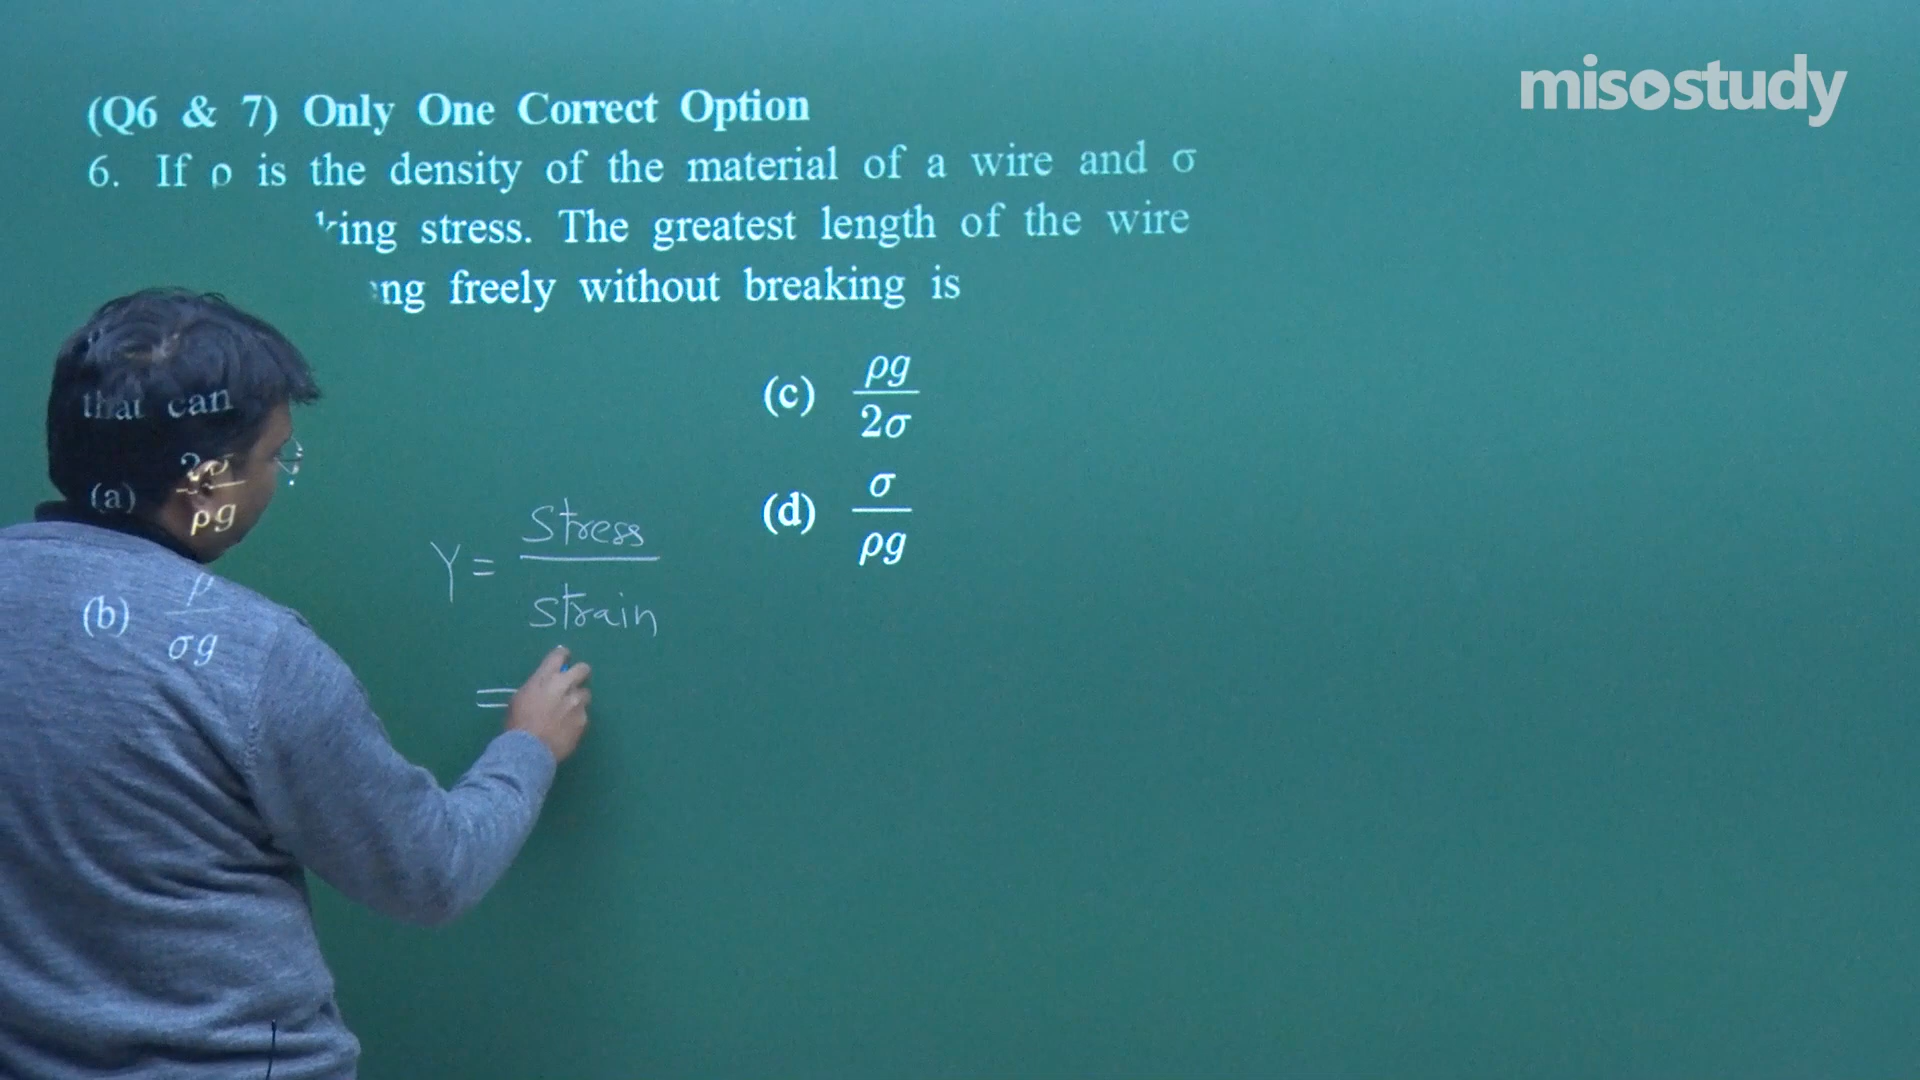 misostudy
(Q6 & 7) Only One Correct Option
6. If ρ is the density of the material of a wire and σ
king stress. The greatest length of the wire
that can
ng freely without breaking is
(a) 2σ/ρg
(b) ρ/σg
(c) ρg/2σ
(d) σ/ρg
Y = Stress/Strain
=